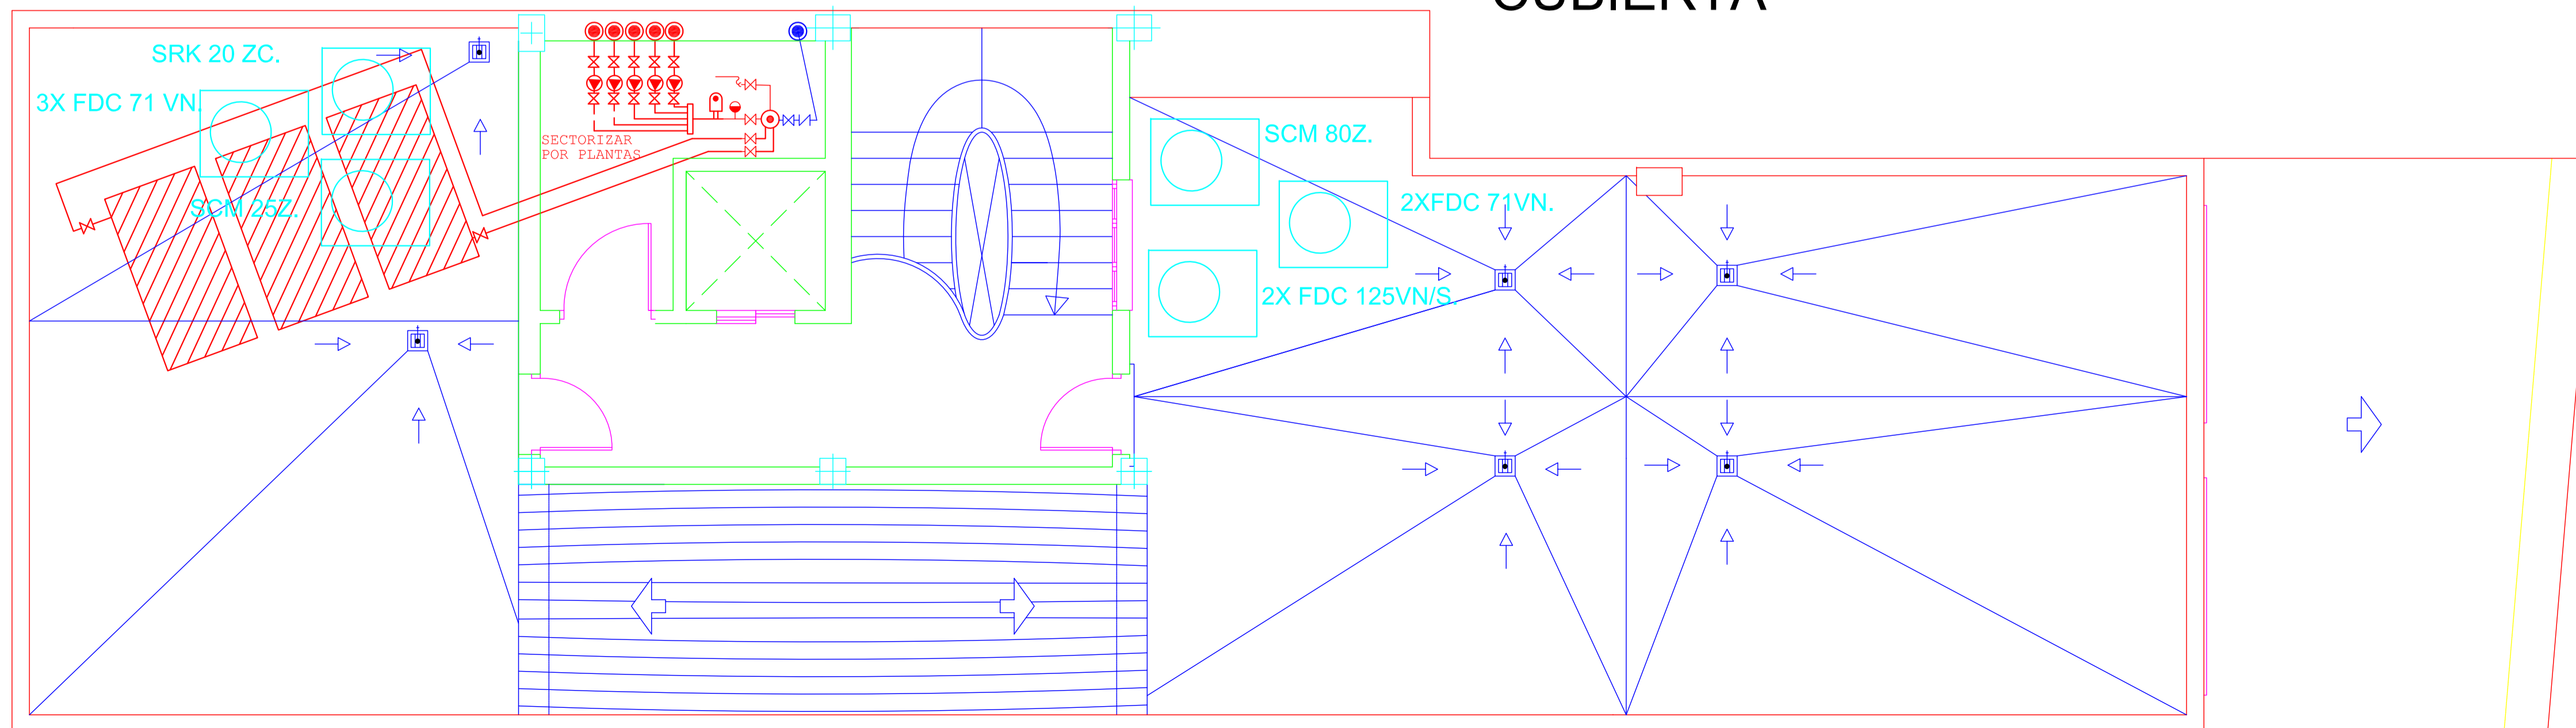 CUBIERTA
SRK 20 ZC.
3X FDC 71 VN.
SCM 25Z.
SECTORIZAR
POR PLANTAS
SCM 80Z.
2XFDC 71VN.
2X FDC 125VN/S.